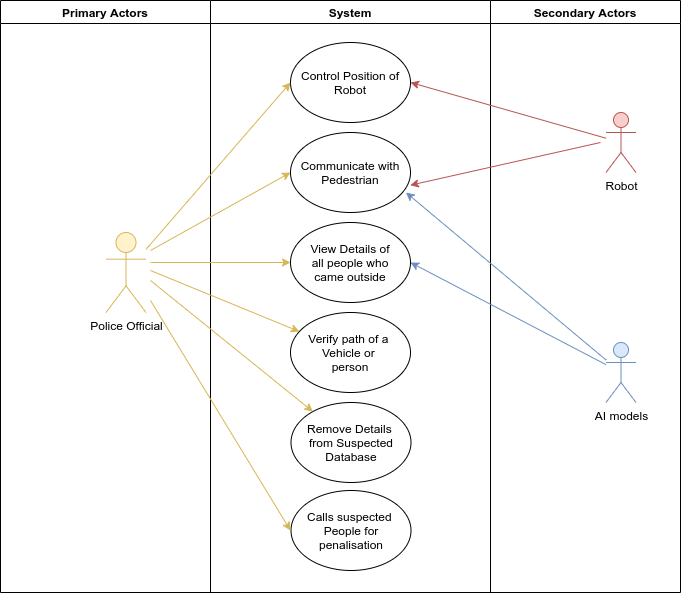 Primary Actors
System
Secondary Actors
Control Position of
Robot
Communicate with
Pedestrian
Robot
View Details of
all people who
came outside
Police Official
Verify path of a
Vehicle or
person
AI models
Remove Details
from Suspected
Database
Calls suspected
People for
penalisation